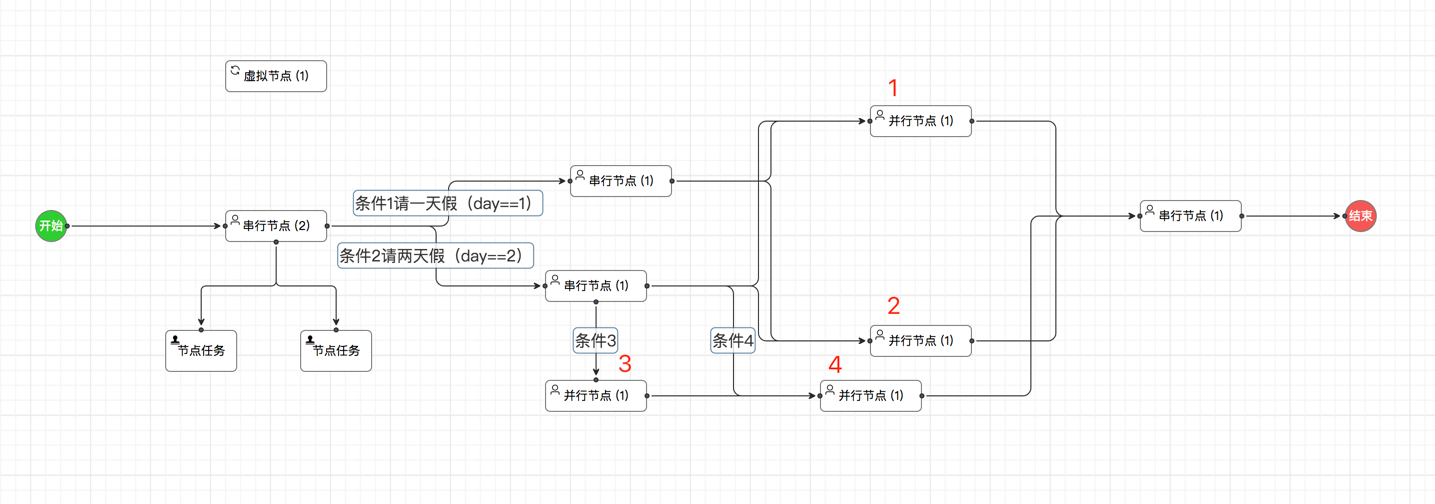 虚拟节点 (1)
1
并行节点 (1)
串行节点 (1)
条件1请一天假（day==1）
开始
串行节点 (2)
条件2请两天假（day==2）
串行节点 (1)
结束
串行节点 (1)
2
并行节点 (1)
节点任务
节点任务
条件3
条件4
3
4
并行节点 (1)
并行节点 (1)